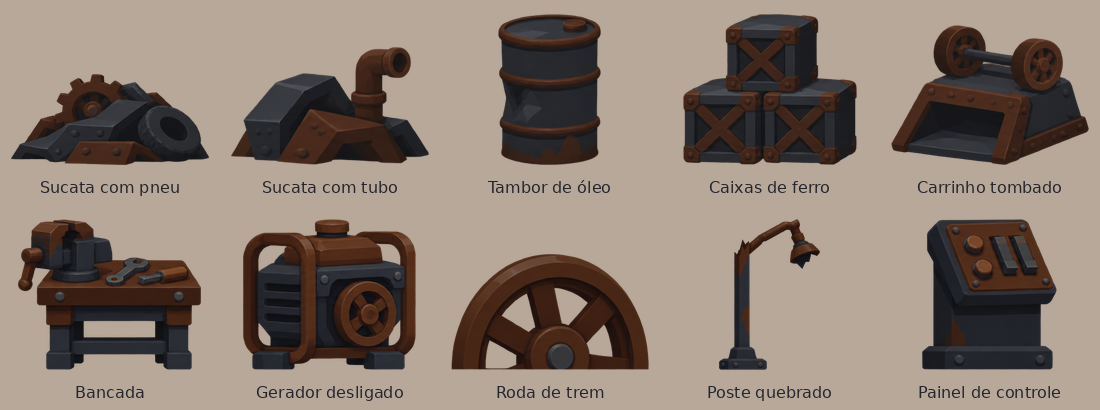 Sucata com pneu
Sucata com tubo
Tambor de óleo
Caixas de ferro
Carrinho tombado
Bancada
Gerador desligado
Roda de trem
Poste quebrado
Painel de controle